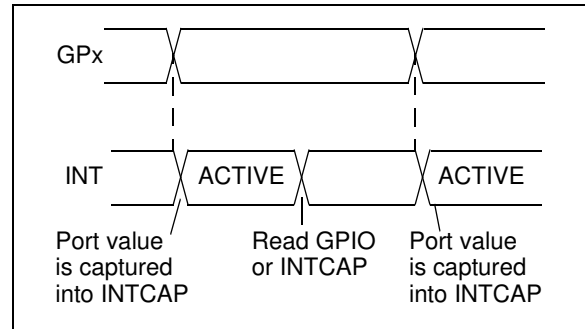 GPx
INT
ACTIVE
ACTIVE
Port value
is captured
into INTCAP
Read GPIO
or INTCAP
Port value
is captured
into INTCAP